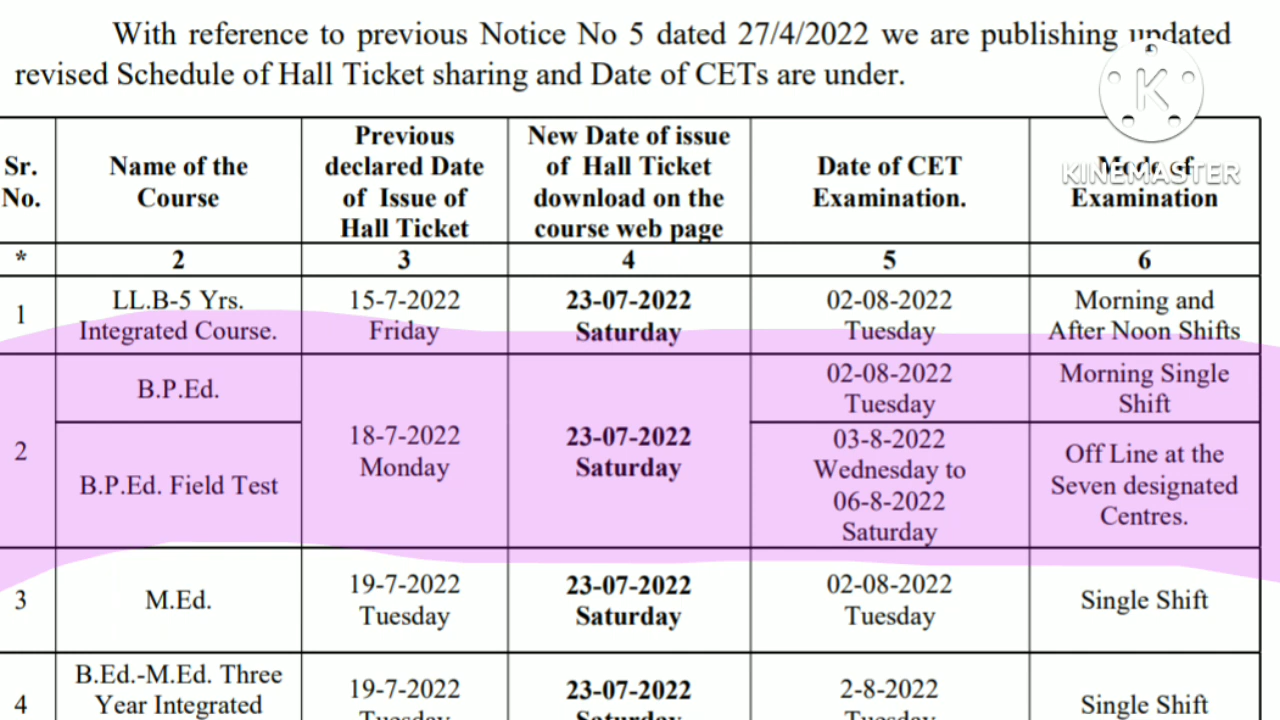 With reference to previous Notice No 5 dated 27/4/2022 we are publishing updated
revised Schedule of Hall Ticket sharing and Date of CETs are under.
Sr.
No.
Name of the
Course
Previous
declared Date
of Issue of
Hall Ticket
New Date of issue
of Hall Ticket
download on the
course web page
Date of CET
Examination.
Mode of
Examination
K
KINEMASTER
*
2
3
4
5
6
1
LL.B-5 Yrs.
Integrated Course.
15-7-2022
Friday
23-07-2022
Saturday
02-08-2022
Tuesday
Morning and
After Noon Shifts
2
B.P.Ed.
B.P.Ed. Field Test
18-7-2022
Monday
23-07-2022
Saturday
02-08-2022
Tuesday
Morning Single
Shift
03-8-2022
Wednesday to
06-8-2022
Saturday
Off Line at the
Seven designated
Centres.
3
M.Ed.
19-7-2022
Tuesday
23-07-2022
Saturday
02-08-2022
Tuesday
Single Shift
4
B.Ed.-M.Ed. Three
Year Integrated
19-7-2022
Tuesday
23-07-2022
Saturday
2-8-2022
Tuesday
Single Shift